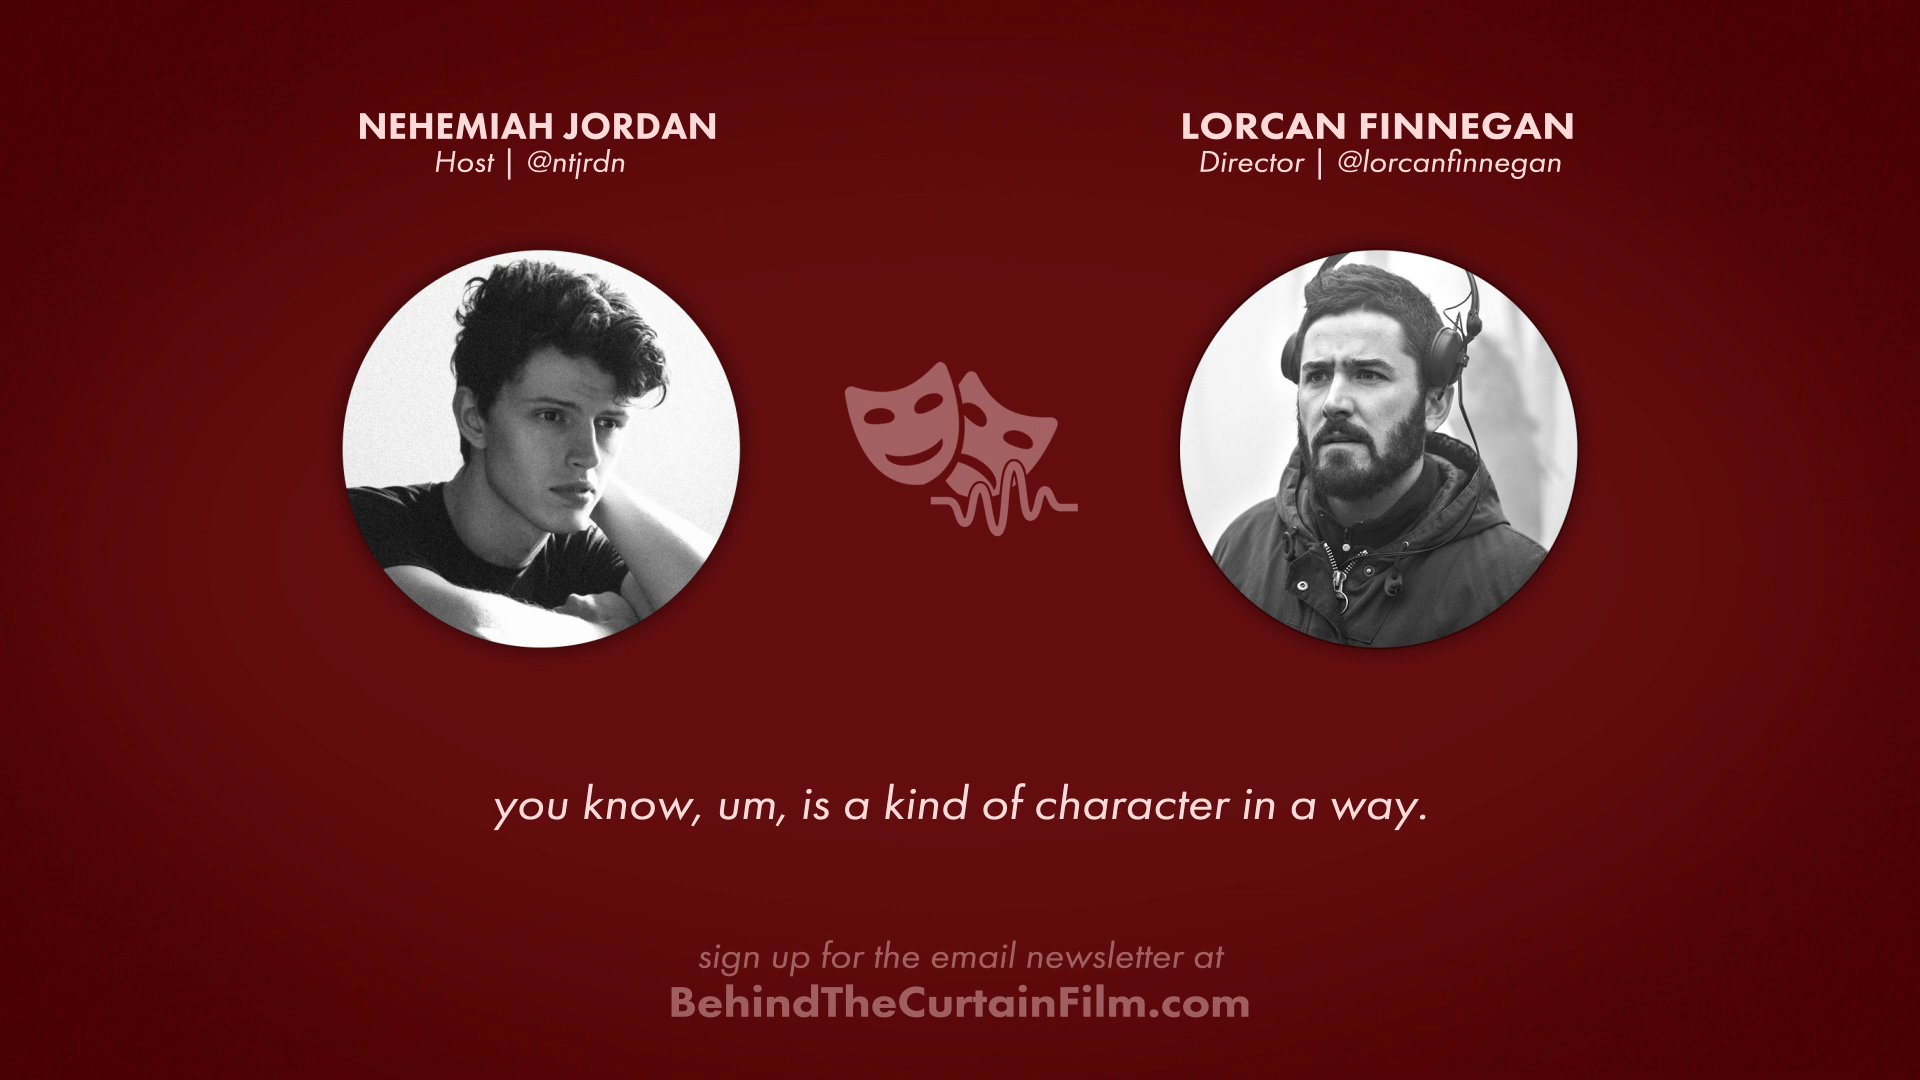 NEHEMIAH JORDAN
Host | @ntjrdn
LORCAN FINNEGAN
Director | @lorcanfinnegan
you know, um, is a kind of character in a way.
sign up for the email newsletter at
BehindTheCurtainFilm.com